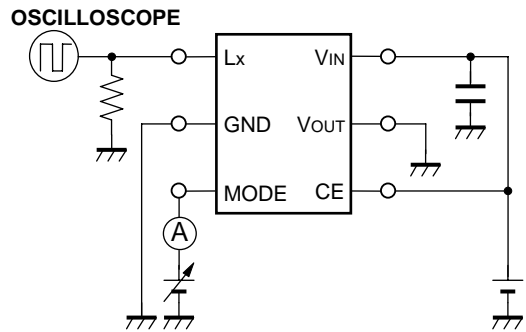 OSCILLOSCOPE
Lx
VIN
GND
VOUT
MODE
CE
A